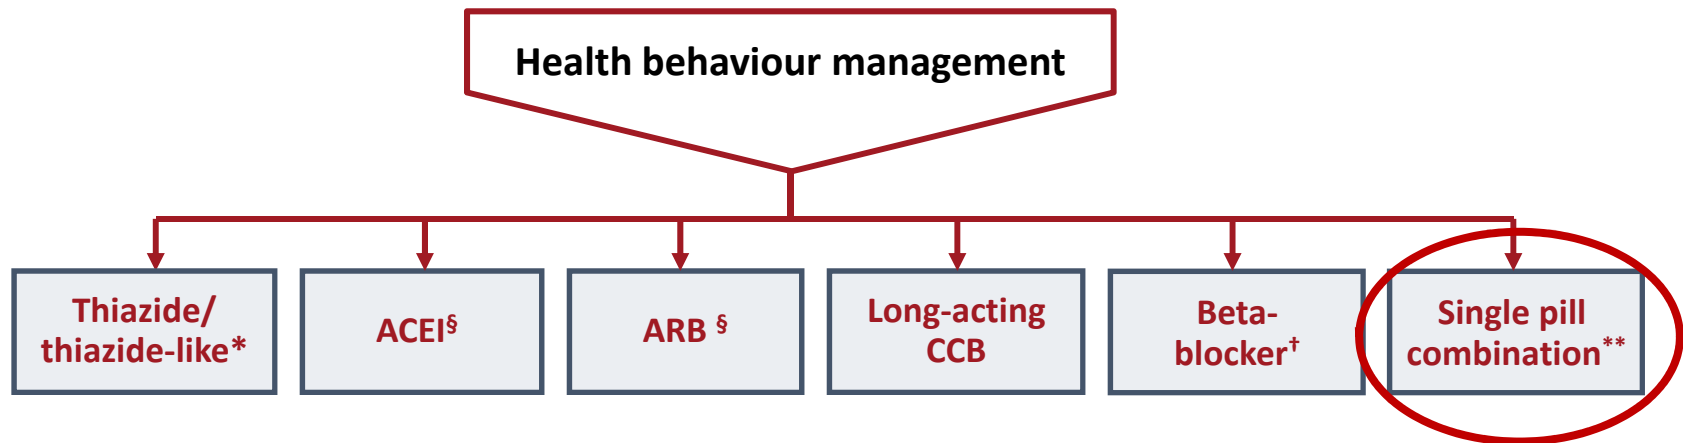 Health behaviour management
Thiazide/
thiazide-like*
ACEI§
ARB §
Long-acting
CCB
Beta-
blocker†
Single pill
combination**